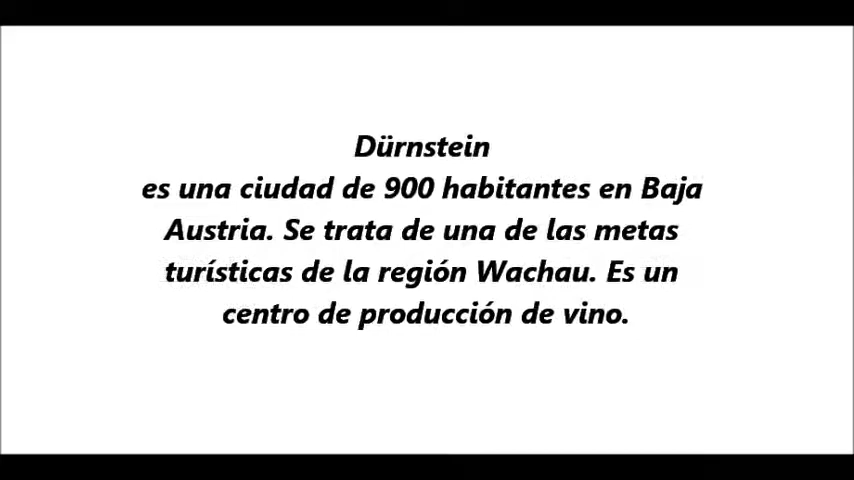 Dürnstein
es una ciudad de 900 habitantes en Baja
Austria. Se trata de una de las metas
turísticas de la región Wachau. Es un
centro de producción de vino.